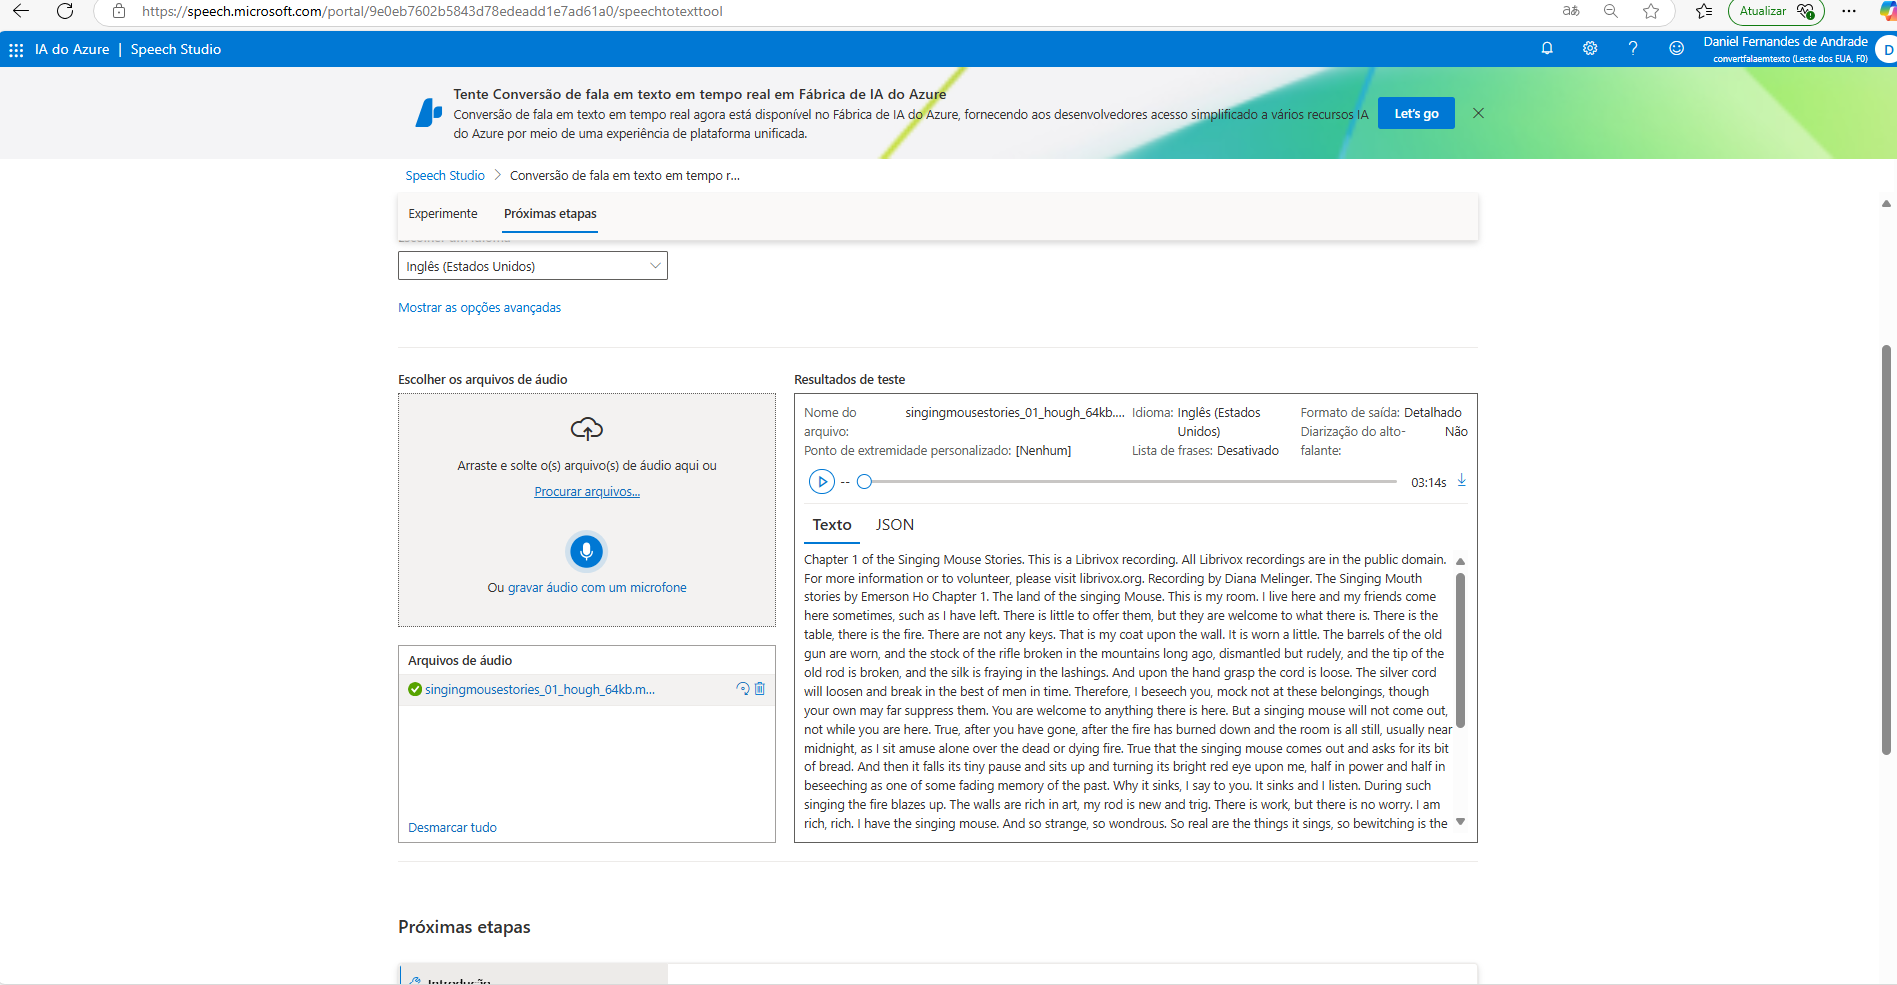 https://speech.microsoft.com/portal/9e0eb7602b5843d78edeadd1e7ad61a0/speechtotexttool
aあ
Atualizar
IA do Azure | Speech Studio
Daniel Fernandes de Andrade
convertfalaemtexto (Leste dos EUA, F0)
D
Tente Conversão de fala em texto em tempo real em Fábrica de IA do Azure
Conversão de fala em texto em tempo real agora está disponível no Fábrica de IA do Azure, fornecendo aos desenvolvedores acesso simplificado a vários recursos IA
do Azure por meio de uma experiência de plataforma unificada.
Let's go
Speech Studio > Conversão de fala em texto em tempo r...
Experimente
Próximas etapas
Inglês (Estados Unidos)
Mostrar as opções avançadas
Escolher os arquivos de áudio
Arraste e solte o(s) arquivo(s) de áudio aqui ou
Procurar arquivos...
Ou gravar áudio com um microfone
Arquivos de áudio
singingmousestories_01_hough_64kb.m...
Desmarcar tudo
Resultados de teste
Nome do arquivo: singingmousestories_01_hough_64kb....
Idioma: Inglês (Estados Unidos)
Formato de saída: Detalhado
Diarização do alto-falante: Não
Ponto de extremidade personalizado: [Nenhum]
Lista de frases: Desativado
--
03:14s
Texto
JSON
Chapter 1 of the Singing Mouse Stories. This is a Librivox recording. All Librivox recordings are in the public domain.
For more information or to volunteer, please visit librivox.org. Recording by Diana Melinger. The Singing Mouth
stories by Emerson Ho Chapter 1. The land of the singing Mouse. This is my room. I live here and my friends come
here sometimes, such as I have left. There is little to offer them, but they are welcome to what there is. There is the
table, there is the fire. There are not any keys. That is my coat upon the wall. It is worn a little. The barrels of the old
gun are worn, and the stock of the rifle broken in the mountains long ago, dismantled but rudely, and the tip of the
old rod is broken, and the silk is fraying in the lashings. And upon the hand grasp the cord is loose. The silver cord
will loosen and break in the best of men in time. Therefore, I beseech you, mock not at these belongings, though
your own may far suppress them. You are welcome to anything there is here. But a singing mouse will not come out,
not while you are here. True, after you have gone, after the fire has burned down and the room is all still, usually near
midnight, as I sit amuse alone over the dead or dying fire. True that the singing mouse comes out and asks for its bit
of bread. And then it falls its tiny pause and sits up and turning its bright red eye upon me, half in power and half in
beseeching as one of some fading memory of the past. Why it sinks, I say to you. It sinks and I listen. During such
singing the fire blazes up. The walls are rich in art, my rod is new and trig. There is work, but there is no worry. I am
rich, rich. I have the singing mouse. And so strange, so wondrous. So real are the things it sings, so bewitching is the
Próximas etapas
Introdução